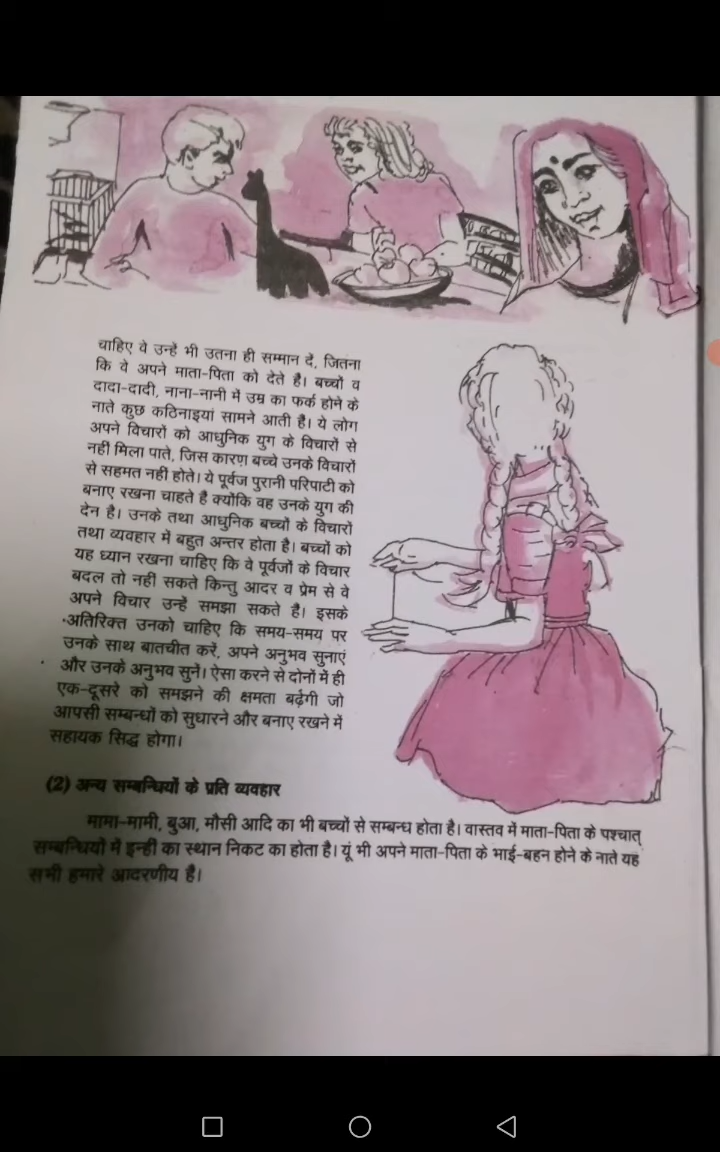 चाहिए वे उन्हें भी उतना ही सम्मान दें, जितना
कि वे अपने माता-पिता को देते है। बच्चों व
दादा-दादी, नाना-नानी में उम्र का फर्क होने के
नाते कुछ कठिनाइयां सामने आती है। ये लोग
अपने विचारों को आधुनिक युग के विचारों से
नहीं मिला पाते, जिस कारण बच्चे उनके विचारों
से सहमत नहीं होते। ये पूर्वज पुरानी परिपाटी को
बनाए रखना चाहते है क्योंकि वह उनके युग की
देन है। उनके तथा आधुनिक बच्चों के विचारों
तथा व्यवहार में बहुत अन्तर होता है। बच्चों को
यह ध्यान रखना चाहिए कि वे पूर्वजों के विचार
बदल तो नहीं सकते किन्तु आदर व प्रेम से वे
अपने विचार उन्हें समझा सकते है। इसके
अतिरिक्त उनको चाहिए कि समय-समय पर
उनके साथ बातचीत करें, अपने अनुभव सुनाएं
और उनके अनुभव सुनें। ऐसा करने से दोनों में ही
एक-दूसरे को समझने की क्षमता बढ़ेगी जो
आपसी सम्बन्धों को सुधारने और बनाए रखने में
सहायक सिद्ध होगा।
(2) अन्य सम्बन्धियों के प्रति व्यवहार
मामा-मामी, बुआ, मौसी आदि का भी बच्चों से सम्बन्ध होता है। वास्तव में माता-पिता के पश्चात्
सम्बन्धियों में इन्हीं का स्थान निकट का होता है। यूं भी अपने माता-पिता के भाई-बहन होने के नाते यह
सभी हमारे आदरणीय है।